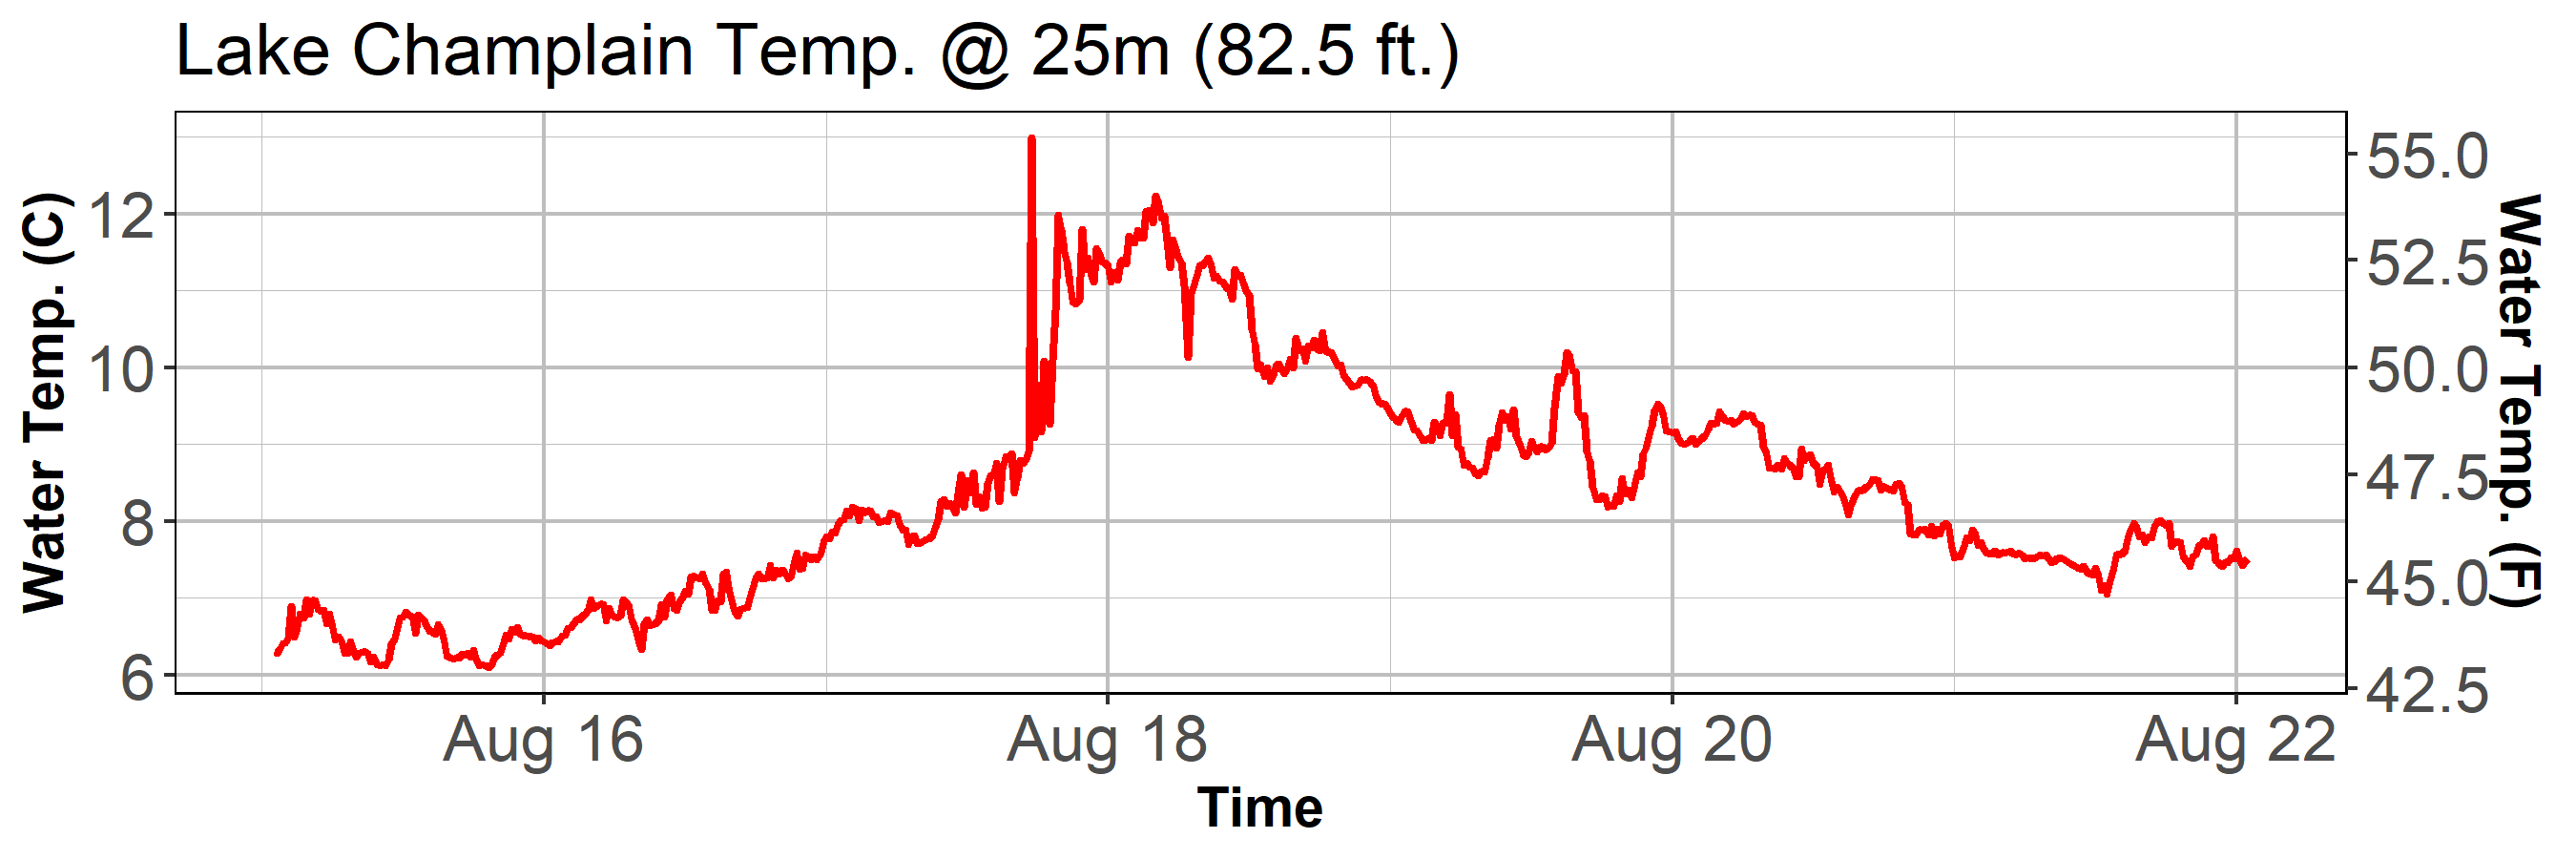 Lake Champlain Temp. @ 25m (82.5 ft.)
Water Temp. (C)
12
10
8
6
55.0
52.5
50.0
47.5
45.0
42.5
Water Temp. (F)
Aug 16
Aug 18
Aug 20
Aug 22
Time